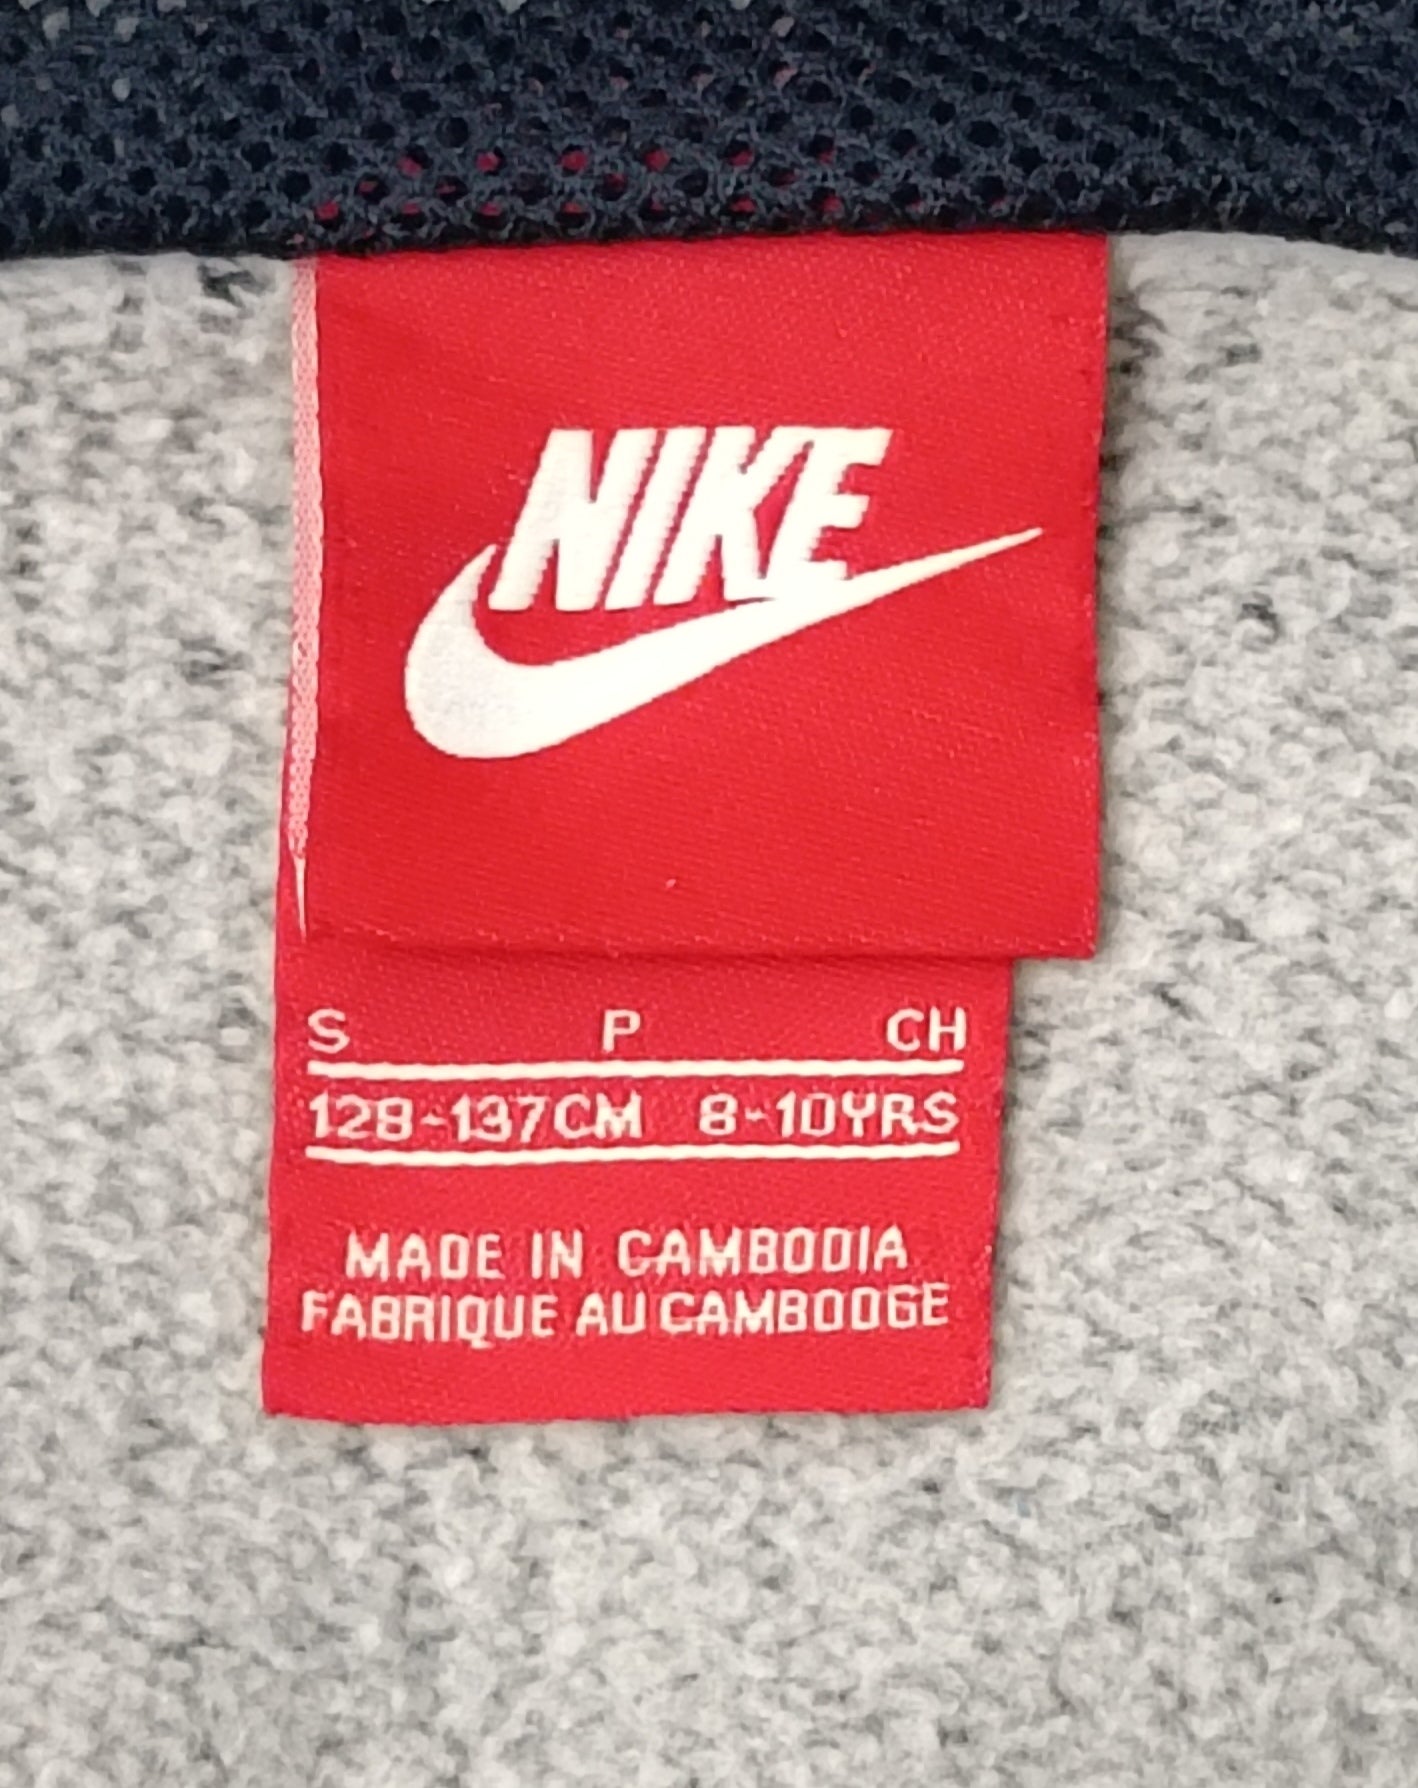 NIKE
S P CH
128-137CM 8-10YRS
MADE IN CAMBODIA
FABRIQUE AU CAMBODGE